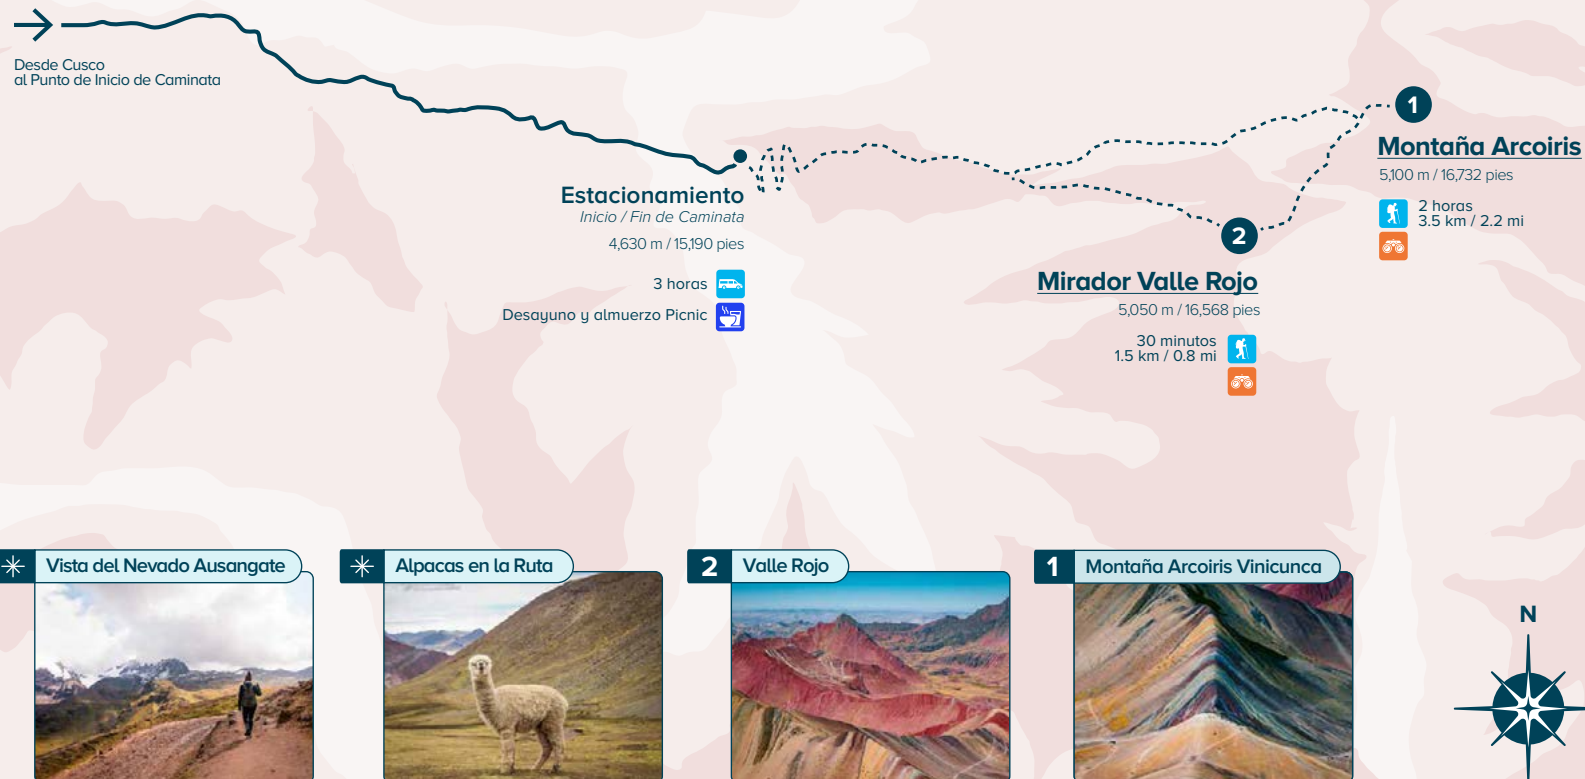 Desde Cusco
al Punto de Inicio de Caminata
Estacionamiento
Inicio / Fin de Caminata
4,630 m / 15,190 pies
3 horas
Desayuno y almuerzo Picnic
1
Montaña Arcoiris
5,100 m / 16,732 pies
2 horas
3.5 km / 2.2 mi
2
Mirador Valle Rojo
5,050 m / 16,568 pies
30 minutos
1.5 km / 0.8 mi
Vista del Nevado Ausangate
Alpacas en la Ruta
2 Valle Rojo
1 Montaña Arcoiris Vinicunca
N